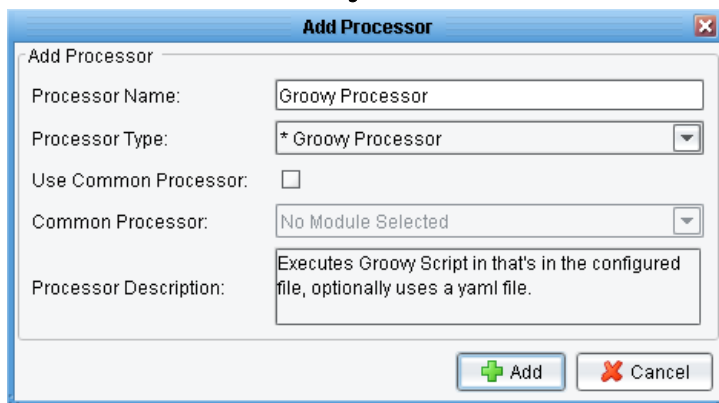 Add Processor
Add Processor
Processor Name: Groovy Processor
Processor Type: * Groovy Processor
Use Common Processor:
Common Processor: No Module Selected
Processor Description: Executes Groovy Script in that's in the configured
file, optionally uses a yaml file.
Add Cancel